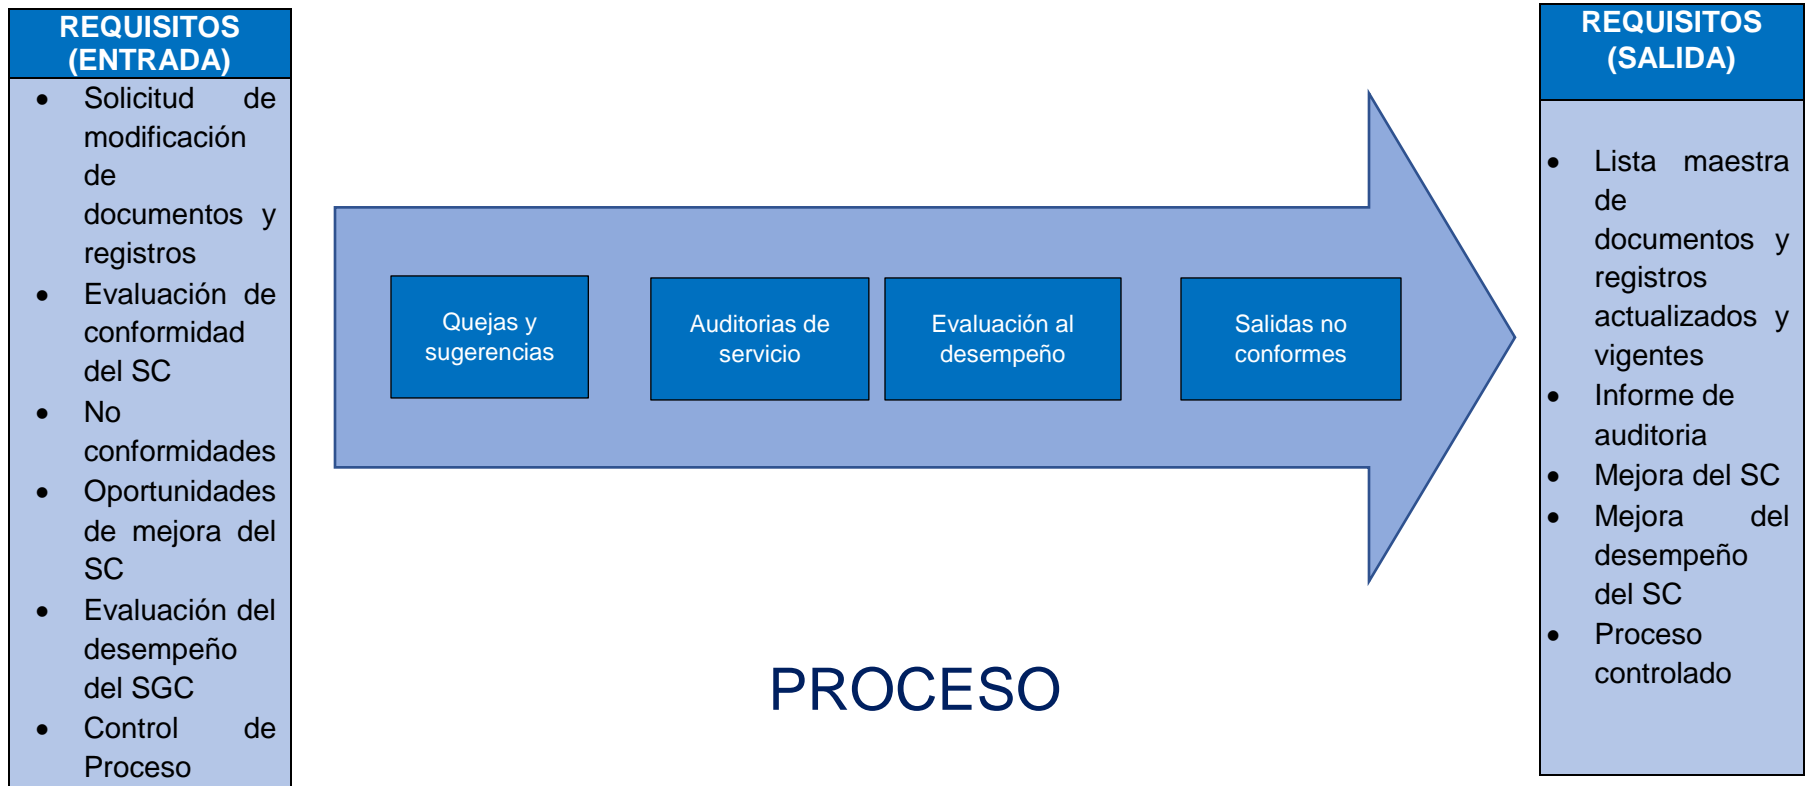 REQUISITOS
(ENTRADA)
• Solicitud de
modificación
de
documentos y
registros
• Evaluación de
conformidad
del SC
• No
conformidades
• Oportunidades
de mejora del
SC
• Evaluación del
desempeño
del SGC
• Control de
Proceso
Quejas y
sugerencias
Auditorias de
servicio
Evaluación al
desempeño
Salidas no
conformes
PROCESO
REQUISITOS
(SALIDA)
• Lista maestra
de
documentos y
registros
actualizados y
vigentes
• Informe de
auditoria
• Mejora del SC
• Mejora del
desempeño
del SC
• Proceso
controlado